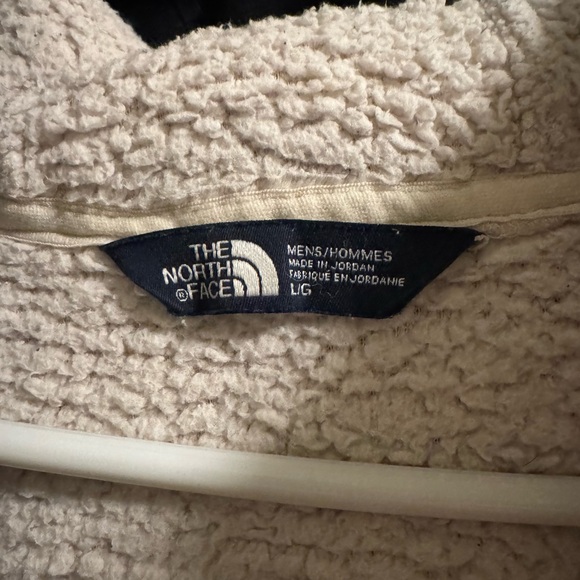 THE
NORTH
® FACE
MENS/HOMMES
MADE IN JORDAN
FABRIQUE EN JORDANIE
L/G